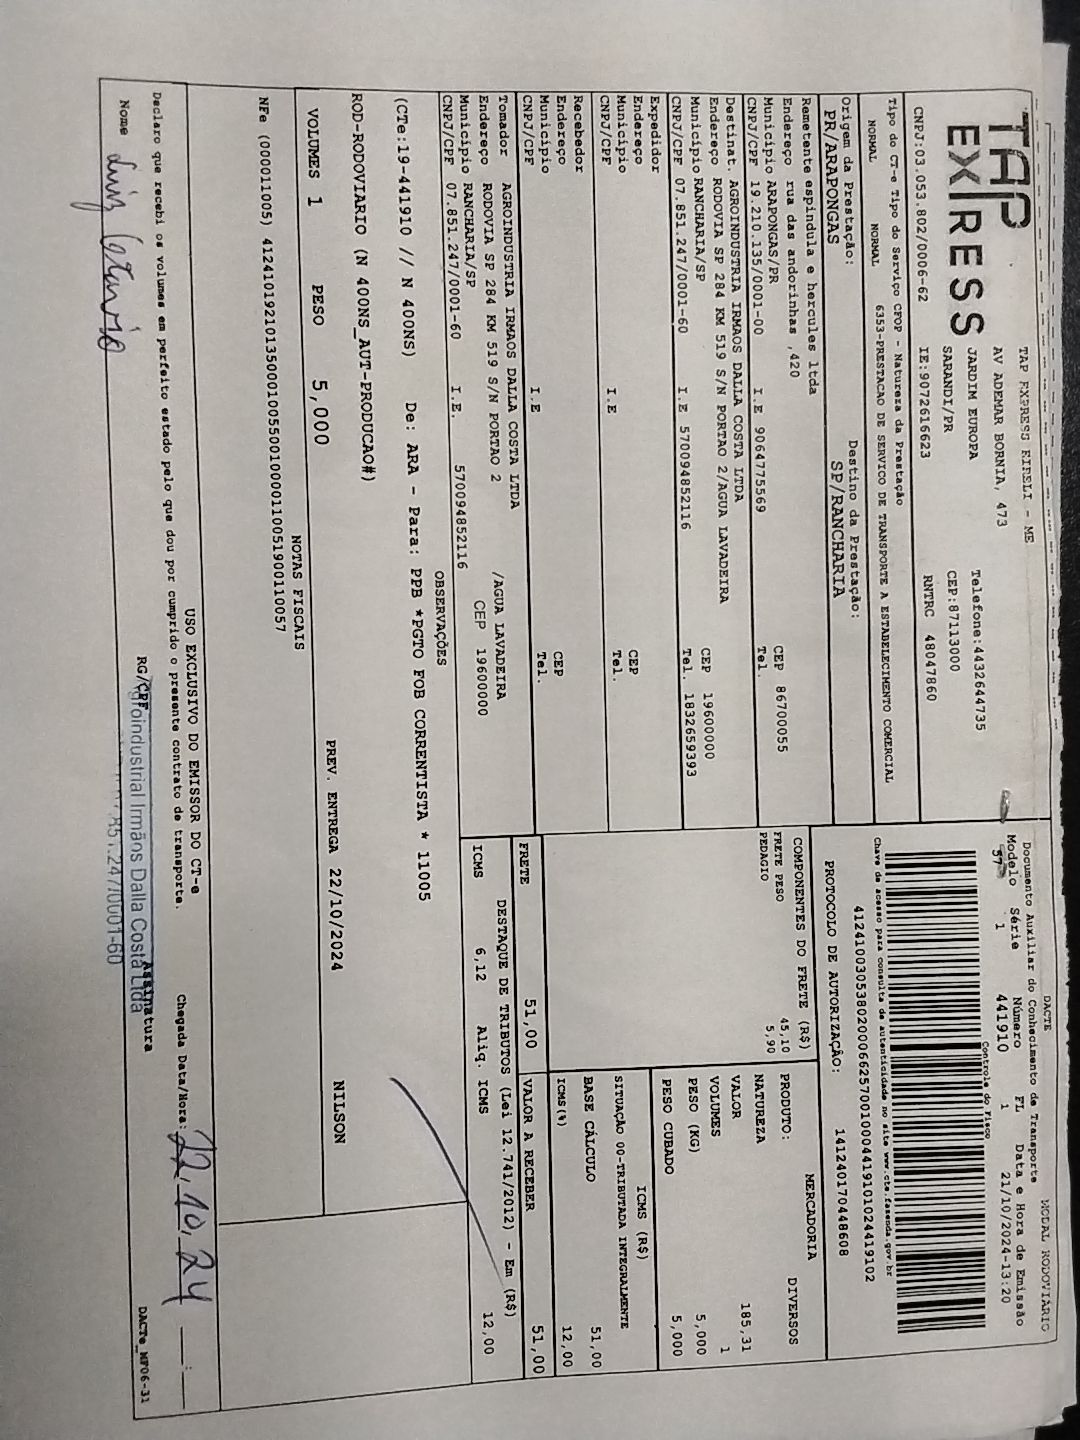 TAP EXPRESS
TAP EXPRESS EIRELI - ME
AV ADEMAR BORNIA, 473
JARDIM EUROPA
SARANDI/PR
Telefone:4432644735
CEP:87113000
CNPJ:03.053.802/0006-62 IE:9072616623 RNTRC 48047860
Tipo do CT-e Tipo do Serviço CFOP - Natureza da Prestação
NORMAL NORMAL 6353-PRESTACAO DE SERVICO DE TRANSPORTE A ESTABELECIMENTO COMERCIAL
Origem da Prestação: Destino da Prestação:
PR/ARAPONGAS SP/RANCHARIA
Remetente espindula e hercules ltda
Endereço rua das andorinhas ,420
Município ARAPONGAS/PR CEP 86700055
CNPJ/CPF 19.210.135/0001-00 I.E 9064775569 Tel.
Destinat. AGROINDUSTRIA IRMAOS DALLA COSTA LTDA
Endereço RODOVIA SP 284 KM 519 S/N PORTAO 2/AGUA LAVADEIRA
Município RANCHARIA/SP CEP 19600000
CNPJ/CPF 07.851.247/0001-60 I.E 570094852116 Tel. 1832659393
Expedidor
Endereço
Município CEP
CNPJ/CPF I.E Tel.
Recebedor
Endereço
Município CEP
CNPJ/CPF I.E Tel.
Tomador AGROINDUSTRIA IRMAOS DALLA COSTA LTDA
Endereço RODOVIA SP 284 KM 519 S/N PORTAO 2 /AGUA LAVADEIRA
Município RANCHARIA/SP CEP 19600000
CNPJ/CPF 07.851.247/0001-60 I.E. 570094852116
DACTE MODAL RODOVIARIO
Documento Auxiliar do Conhecimento de Transporte
Modelo Série Número FL Data e Hora de Emissão
57 1 441910 1 21/10/2024-13:20
Controle do Fisco
41241003053802000662570010004419101024419102
Chave de acesso para consulta de autenticidade no site www.cte.fazenda.gov.br
PROTOCOLO DE AUTORIZAÇÃO: 141240170448608
COMPONENTES DO FRETE (R$)
FRETE PESO 45,10
PEDAGIO 5,90
MERCADORIA
PRODUTO: DIVERSOS
NATUREZA
VALOR 185,31
VOLUMES 1
PESO (KG) 5,000
PESO CUBADO 5,000
ICMS (R$)
SITUAÇÃO 00-TRIBUTADA INTEGRALMENTE
BASE CÁLCULO 51,00
ICMS(%) 12,00
FRETE 51,00 VALOR A RECEBER 51,00
DESTAQUE DE TRIBUTOS (Lei 12.741/2012) - Em (R$)
ICMS 6,12 Aliq. ICMS 12,00
OBSERVAÇÕES
(CTe:19-441910 // N 400NS) De: ARA - Para: PPB *PGTO FOB CORRENTISTA * 11005
ROD-RODOVIARIO (N 400NS_AUT-PRODUCAO#)
VOLUMES 1 PESO 5,000 PREV. ENTREGA 22/10/2024 NILSON
NOTAS FISCAIS
NFe (000011005) 41241019210135000100550010000110051900110057
USO EXCLUSIVO DO EMISSOR DO CT-e
Declaro que recebi os volumes em perfeito estado pelo que dou por cumprido o presente contrato de transporte. Chegada Data/Hora: 22,10,24 __:__
Nome Luiz RG/CPF Assinatura DACTe_MF06-31
Agroindustrial Irmãos Dalla Costa Ltda